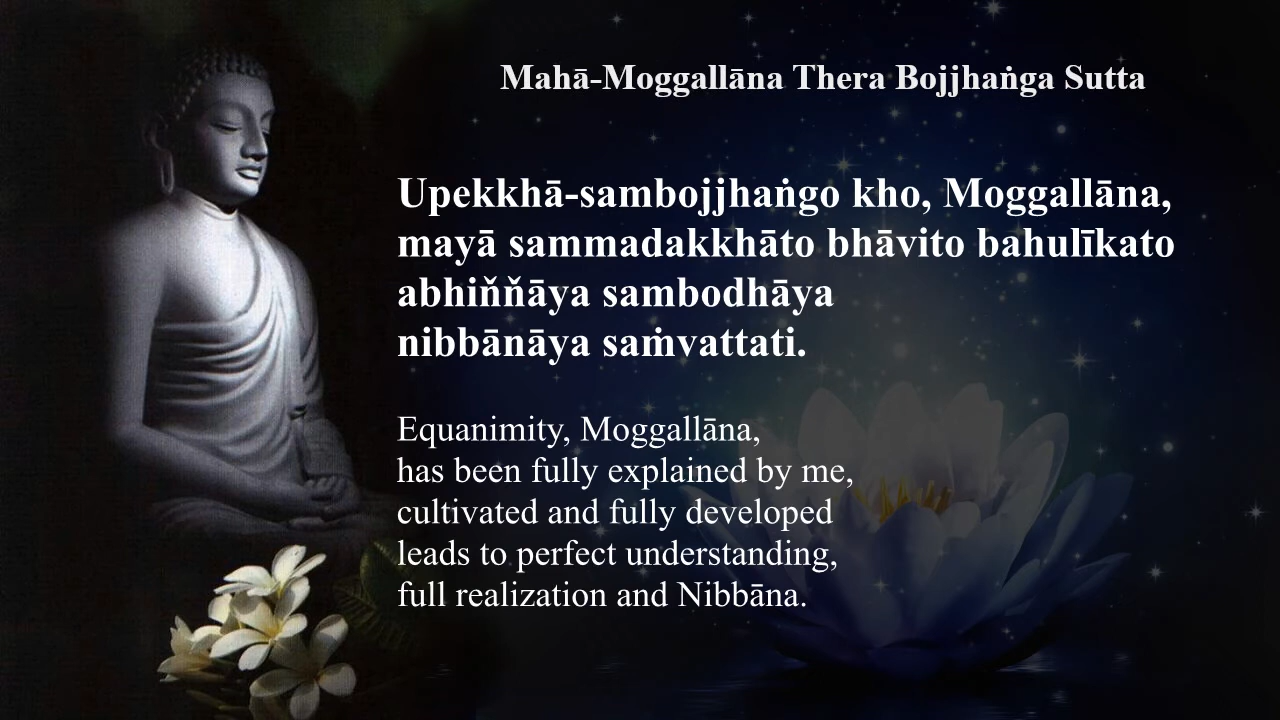 Mahā-Moggallāna Thera Bojjhaṅga Sutta
Upekkhā-sambojjhaṅgo kho, Moggallāna,
mayā sammadakkhāto bhāvito bahulīkato
abhiňňāya sambodhāya
nibbānāya saṁvattati.
Equanimity, Moggallāna,
has been fully explained by me,
cultivated and fully developed
leads to perfect understanding,
full realization and Nibbāna.